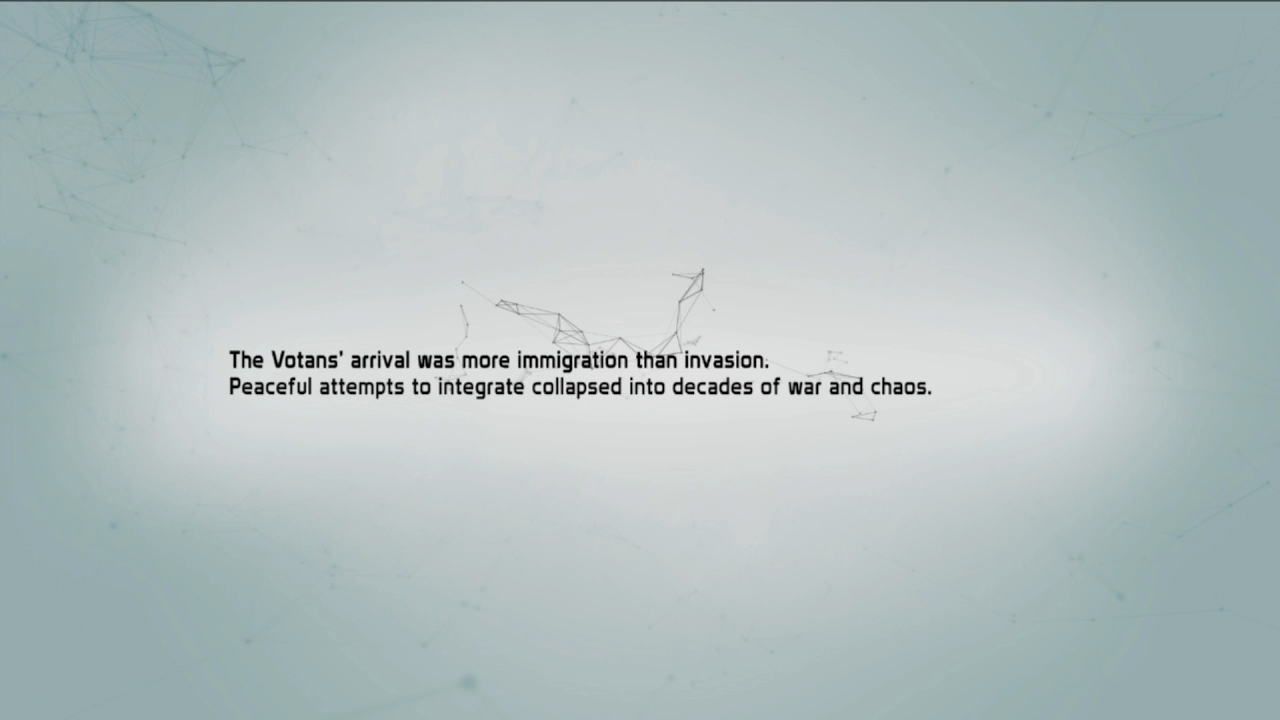 The Votans' arrival was more immigration than invasion.
Peaceful attempts to integrate collapsed into decades of war and chaos.